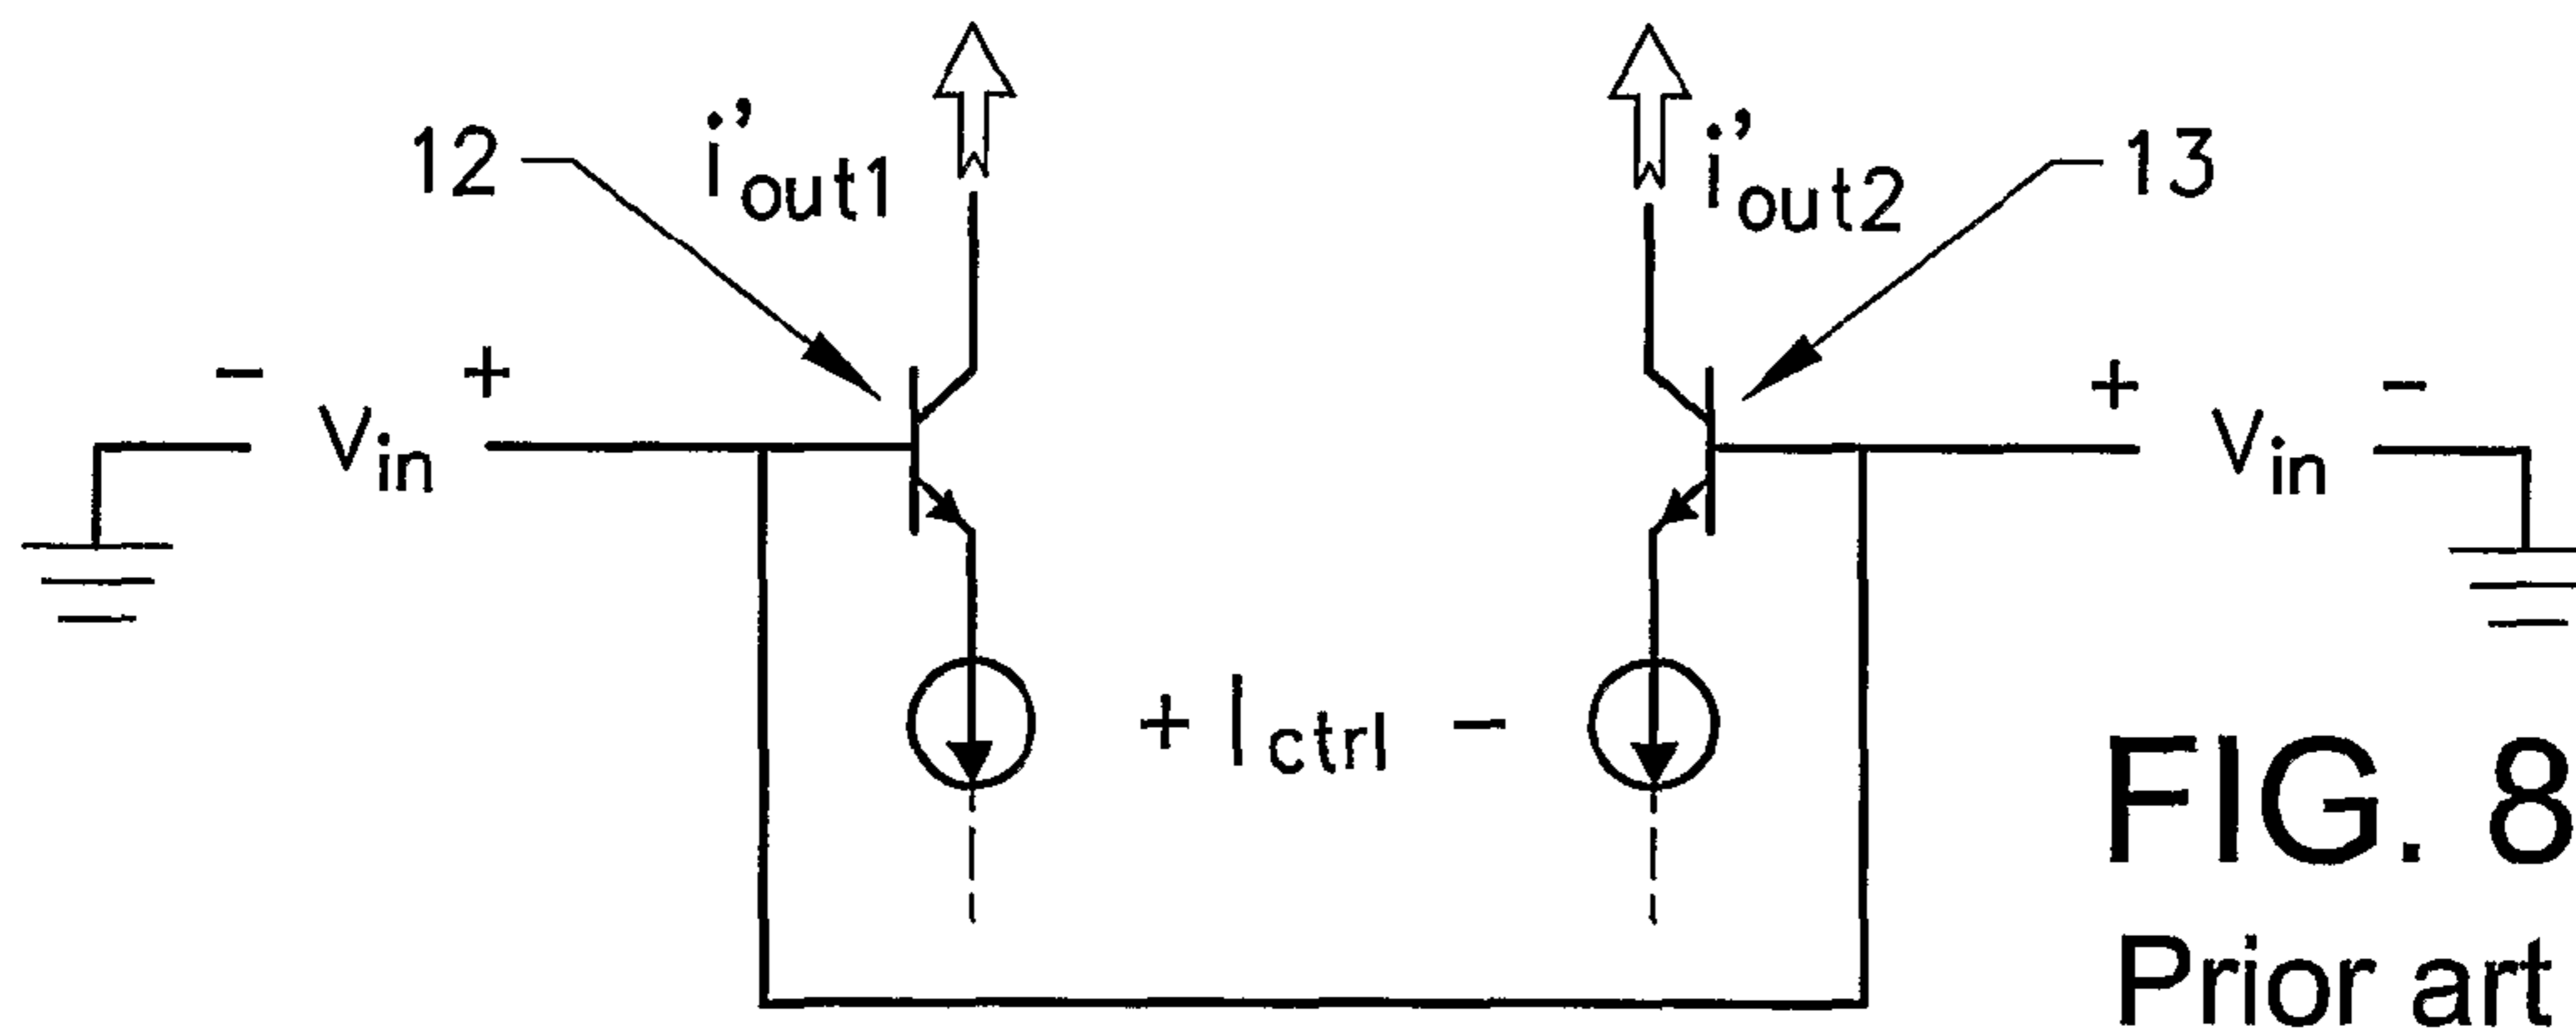 12
i'out1
i'out2
13
- Vin +
+ Vin -
+ Ictrl -
FIG. 8
Prior art